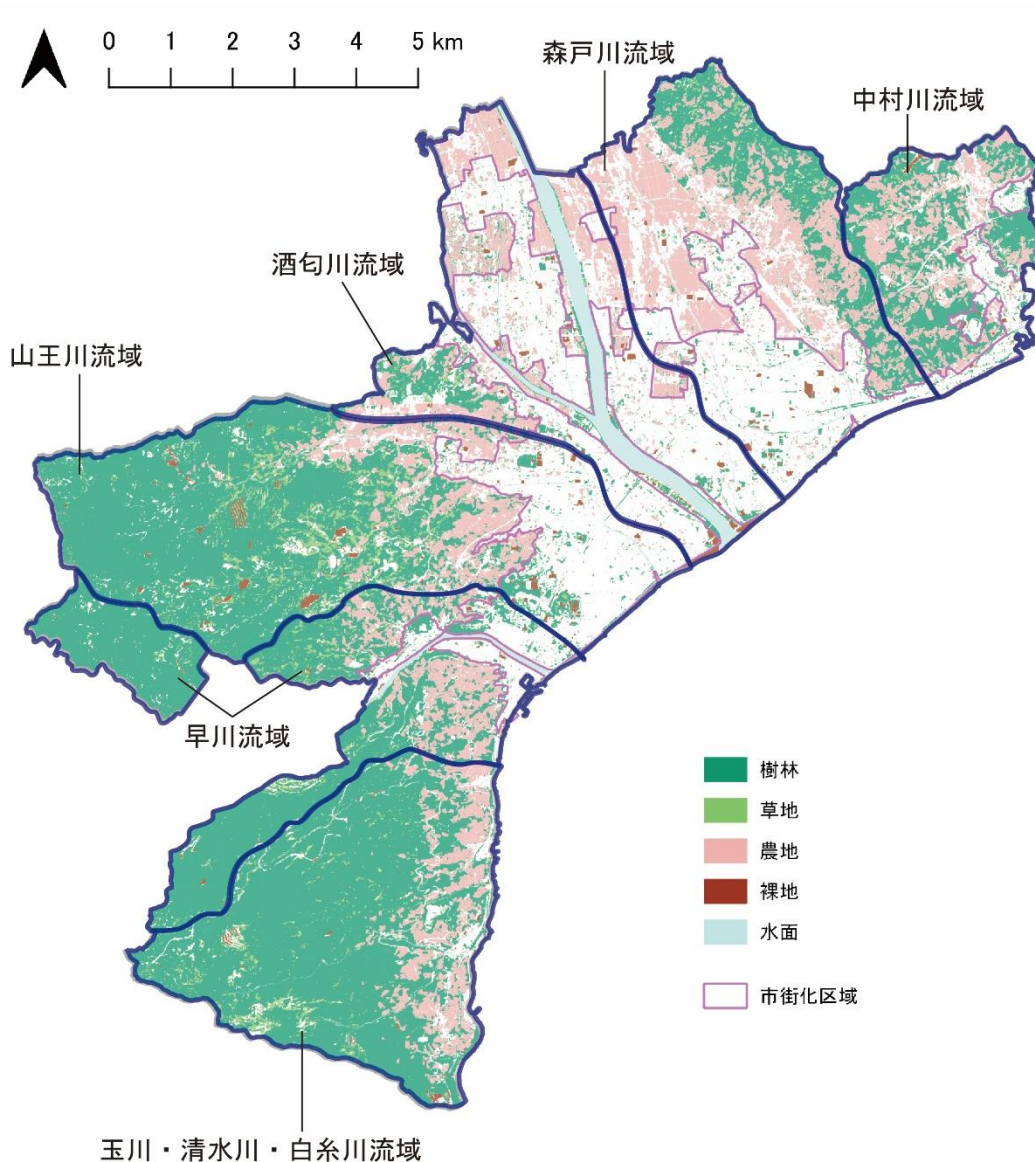 0 1 2 3 4 5 km
森戸川流域
中村川流域
酒匂川流域
山王川流域
早川流域
樹林
草地
農地
裸地
水面
市街化区域
玉川・清水川・白糸川流域